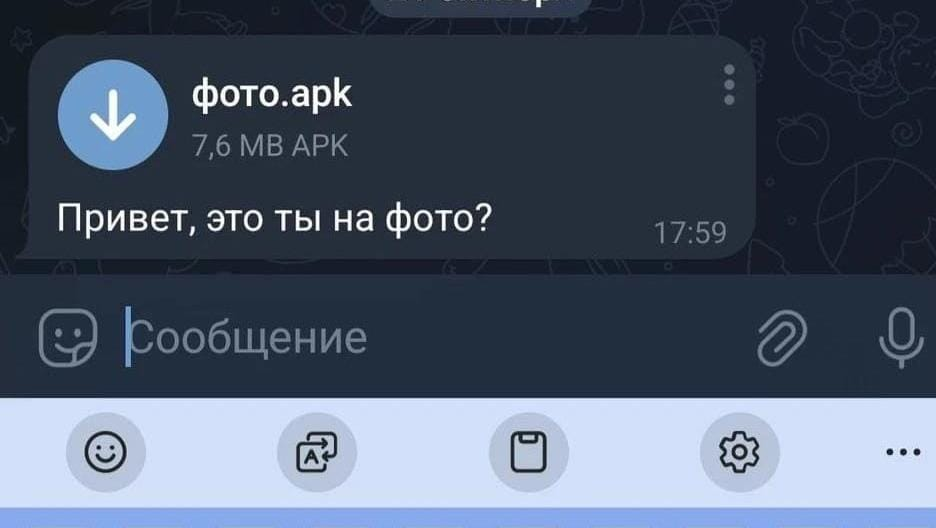 фото.apk
7,6 MB APK
Привет, это ты на фото?
17:59
Сообщение